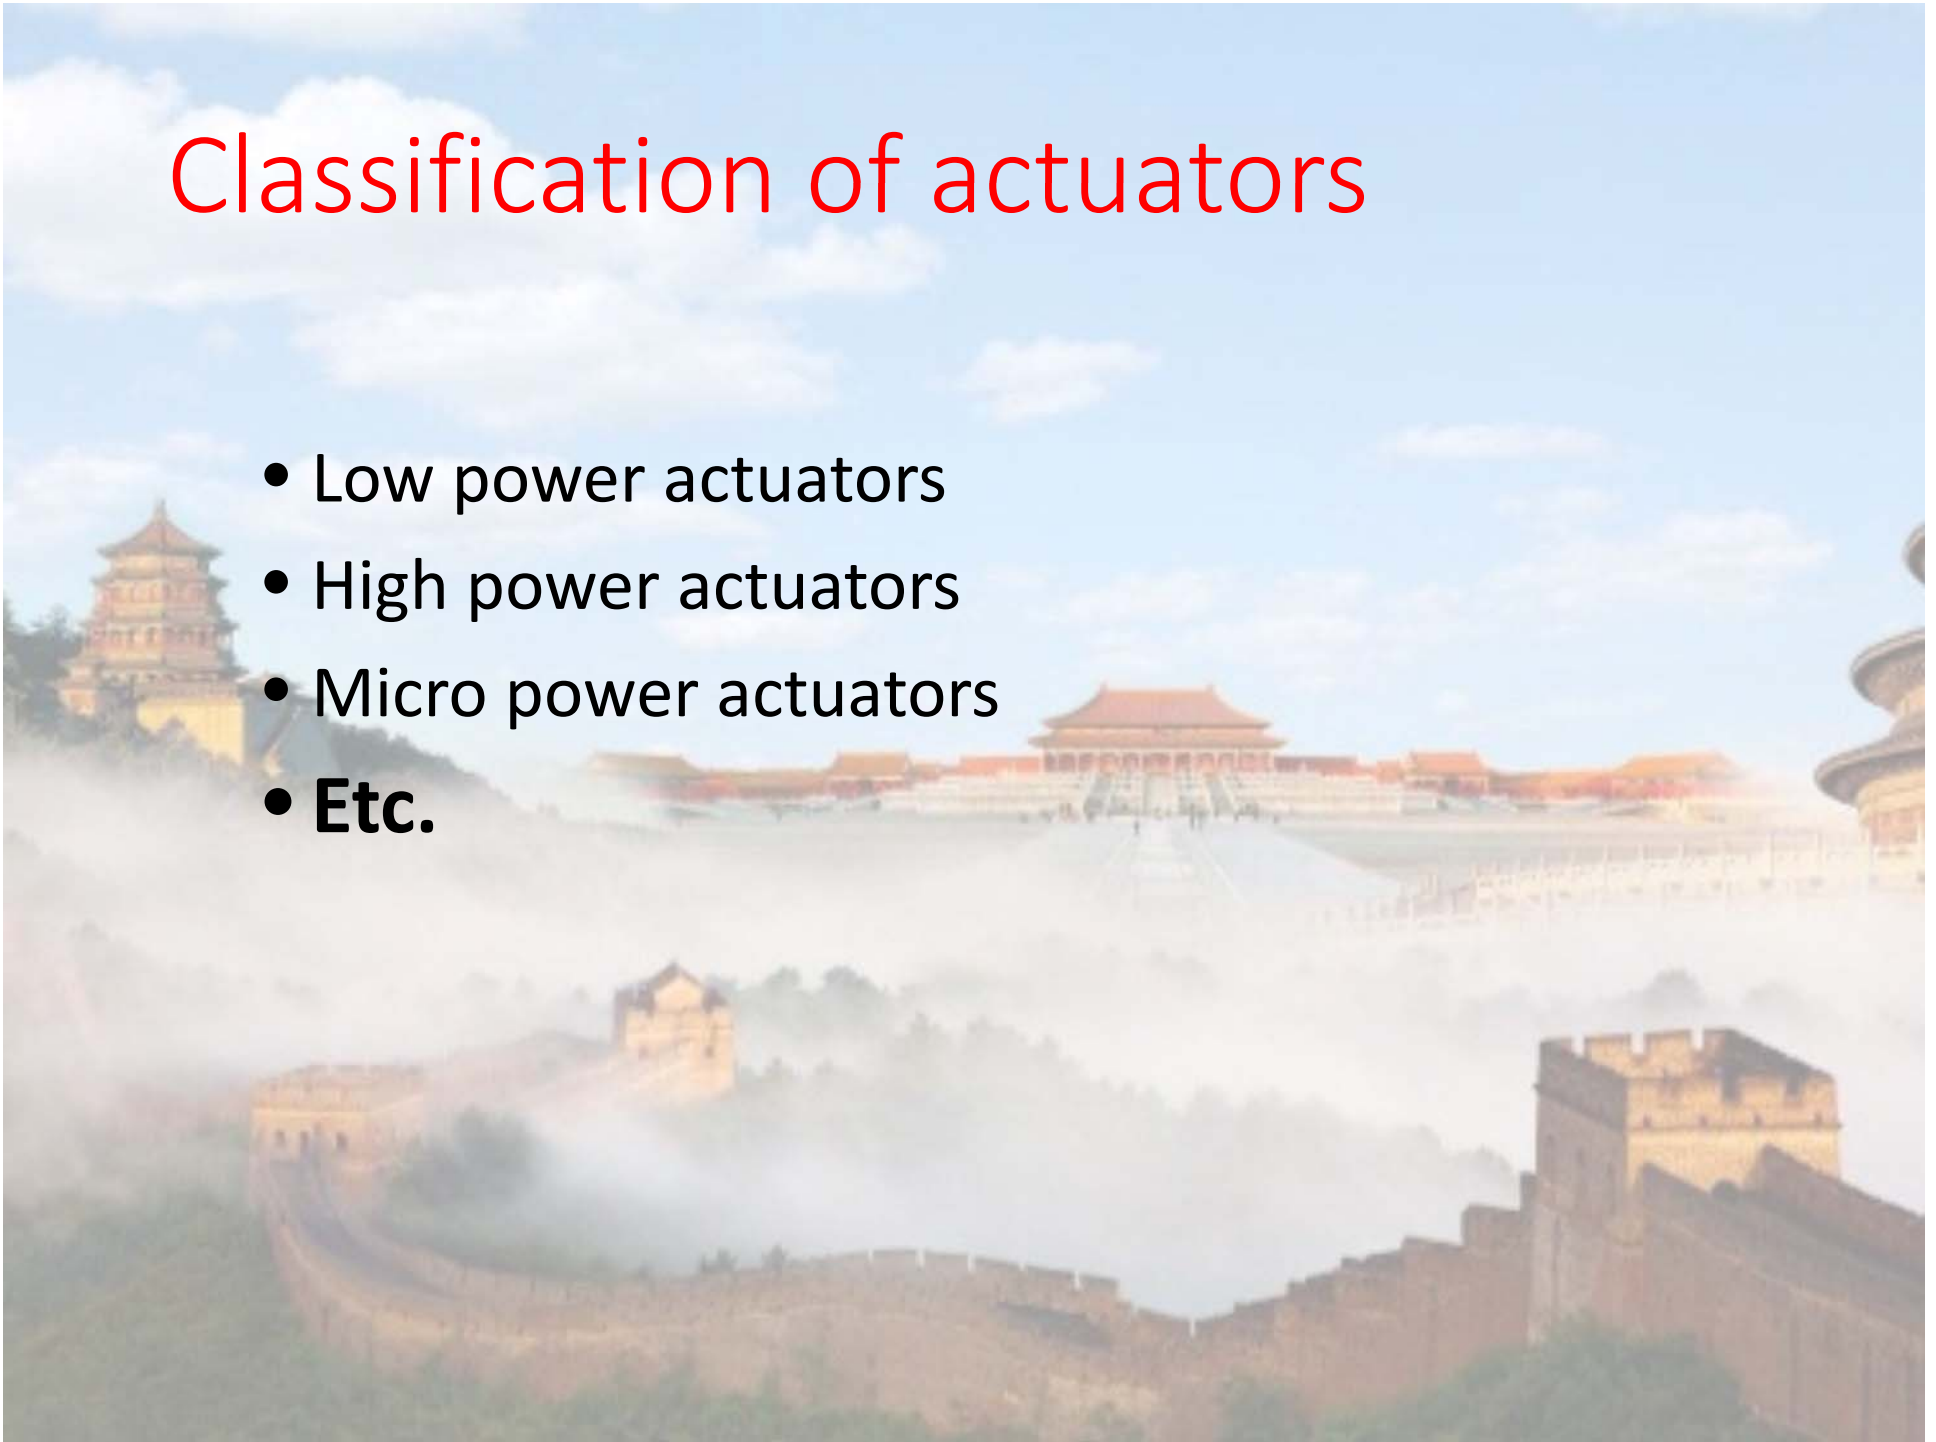 Classification of actuators
• Low power actuators
• High power actuators
• Micro power actuators
• Etc.